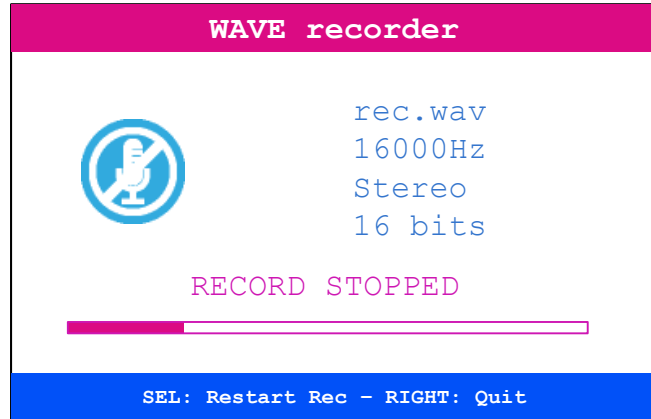 WAVE recorder
rec.wav
16000Hz
Stereo
16 bits
RECORD STOPPED
SEL: Restart Rec – RIGHT: Quit